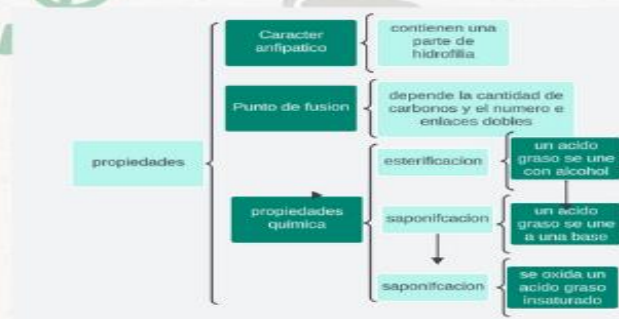 Caracter
anfipatico
contienen una
parte de
hidrofilia
Punto de fusion
depende la cantidad de
carbonos y el numero e
enlaces dobles
propiedades
propiedades
quimica
esterificacion
un acido
graso se une
con alcohol
saponifcacion
un acido
graso se une
a una base
saponifcacion
se oxida un
acido graso
insaturado